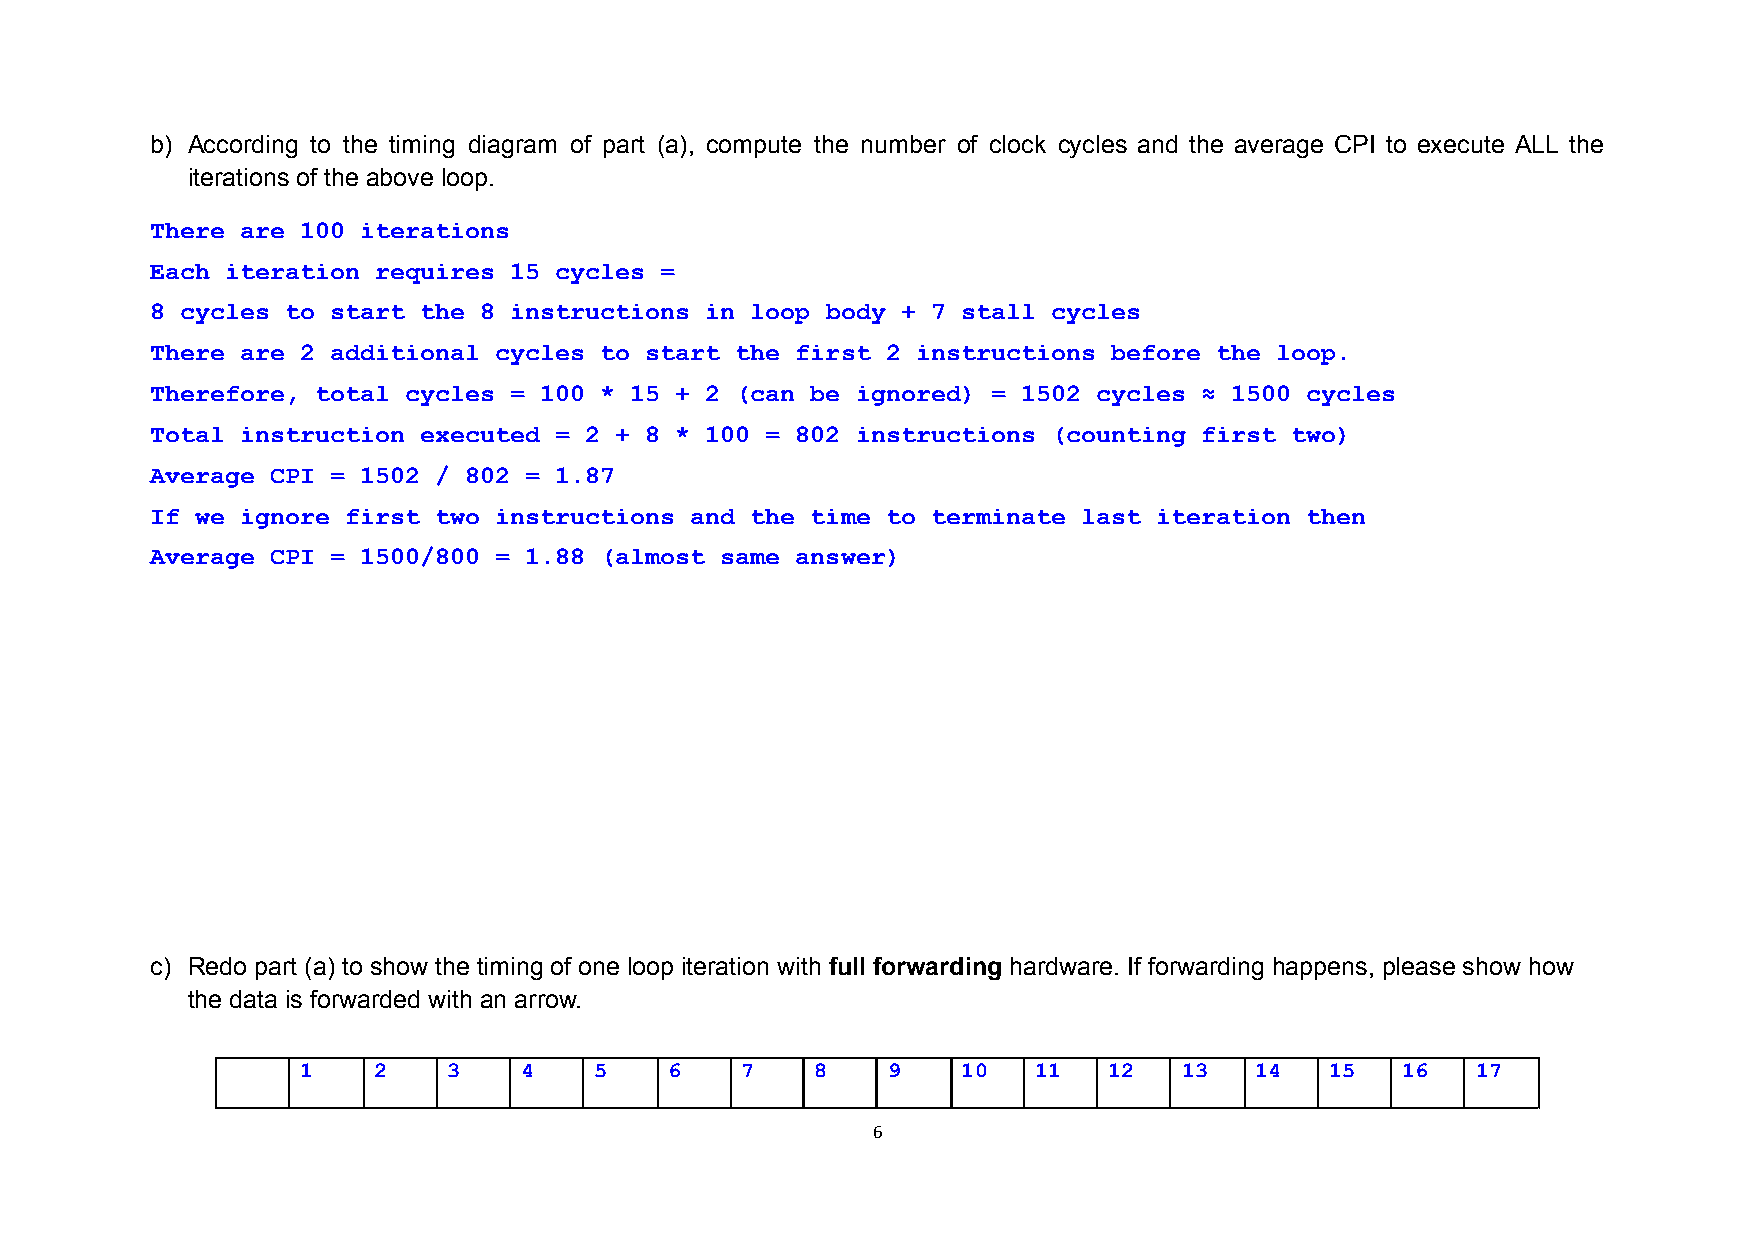 b) According to the timing diagram of part (a), compute the number of clock cycles and the average CPI to execute ALL the
iterations of the above loop.
There are 100 iterations
Each iteration requires 15 cycles =
8 cycles to start the 8 instructions in loop body + 7 stall cycles
There are 2 additional cycles to start the first 2 instructions before the loop.
Therefore, total cycles = 100 * 15 + 2 (can be ignored) = 1502 cycles ≈ 1500 cycles
Total instruction executed = 2 + 8 * 100 = 802 instructions (counting first two)
Average CPI = 1502 / 802 = 1.87
If we ignore first two instructions and the time to terminate last iteration then
Average CPI = 1500/800 = 1.88 (almost same answer)
c) Redo part (a) to show the timing of one loop iteration with full forwarding hardware. If forwarding happens, please show how
the data is forwarded with an arrow.
1 2 3 4 5 6 7 8 9 10 11 12 13 14 15 16 17
6